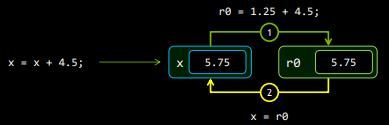 r0 = 1.25 + 4.5;
1
x = x + 4.5;
x 5.75
r0 5.75
2
x = r0